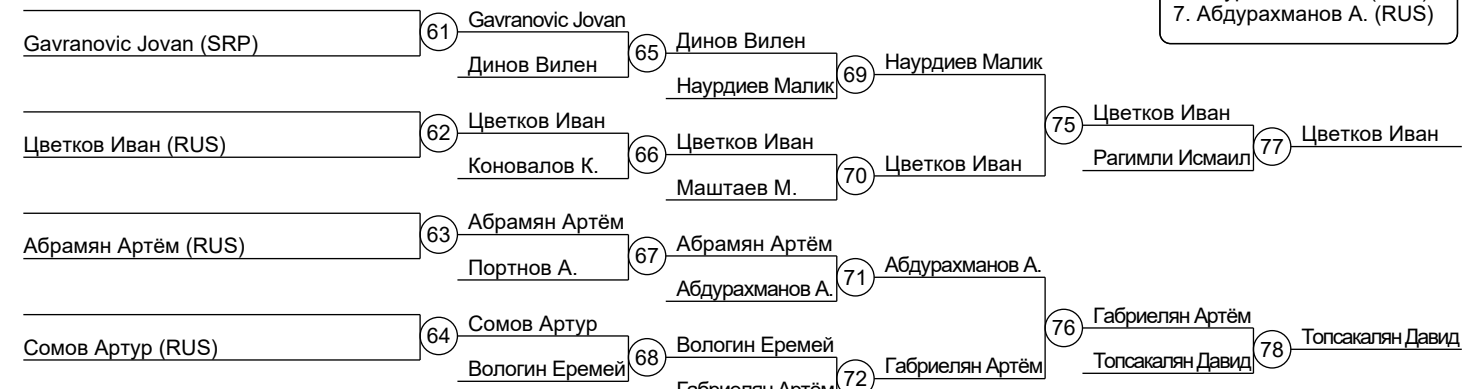 7. Абдурахманов А. (RUS)
Gavranovic Jovan (SRP)
61
Gavranovic Jovan
Динов Вилен
65
Динов Вилен
Наурдиев Малик
69
Наурдиев Малик
Цветков Иван (RUS)
62
Цветков Иван
Коновалов К.
66
Цветков Иван
Маштаев М.
70
Цветков Иван
75
Цветков Иван
Рагимли Исмаил
77
Цветков Иван
Абрамян Артём (RUS)
63
Абрамян Артём
Портнов А.
67
Абрамян Артём
Абдурахманов А.
71
Абдурахманов А.
Сомов Артур (RUS)
64
Сомов Артур
Вологин Еремей
68
Вологин Еремей
Габриелян Артём
72
Габриелян Артём
76
Габриелян Артём
Топсакалян Давид
78
Топсакалян Давид